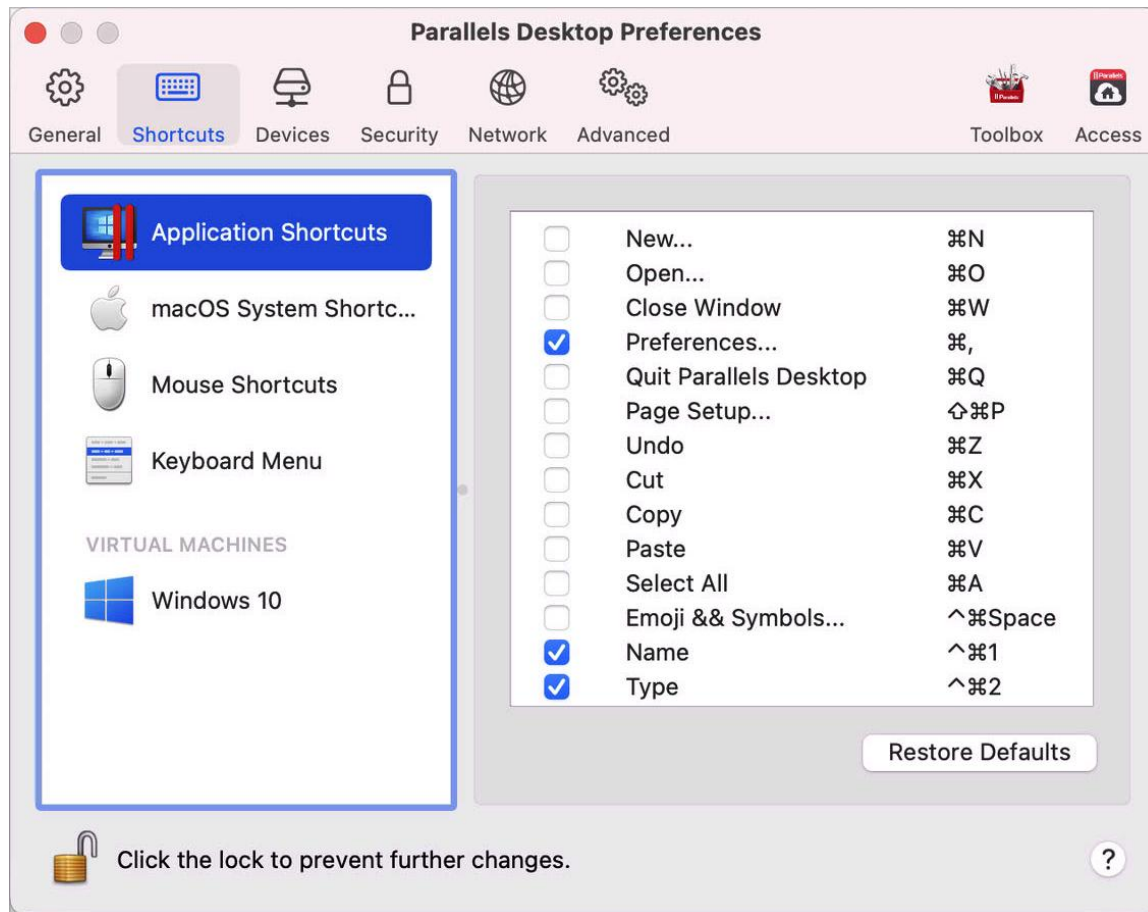 Parallels Desktop Preferences
General Shortcuts Devices Security Network Advanced Toolbox Access
Application Shortcuts
macOS System Shortc...
Mouse Shortcuts
Keyboard Menu
VIRTUAL MACHINES
Windows 10
New... ⌘N
Open... ⌘O
Close Window ⌘W
Preferences... ⌘,
Quit Parallels Desktop ⌘Q
Page Setup... ⇧⌘P
Undo ⌘Z
Cut ⌘X
Copy ⌘C
Paste ⌘V
Select All ⌘A
Emoji && Symbols... ^⌘Space
Name ^⌘1
Type ^⌘2
Restore Defaults
Click the lock to prevent further changes.
?